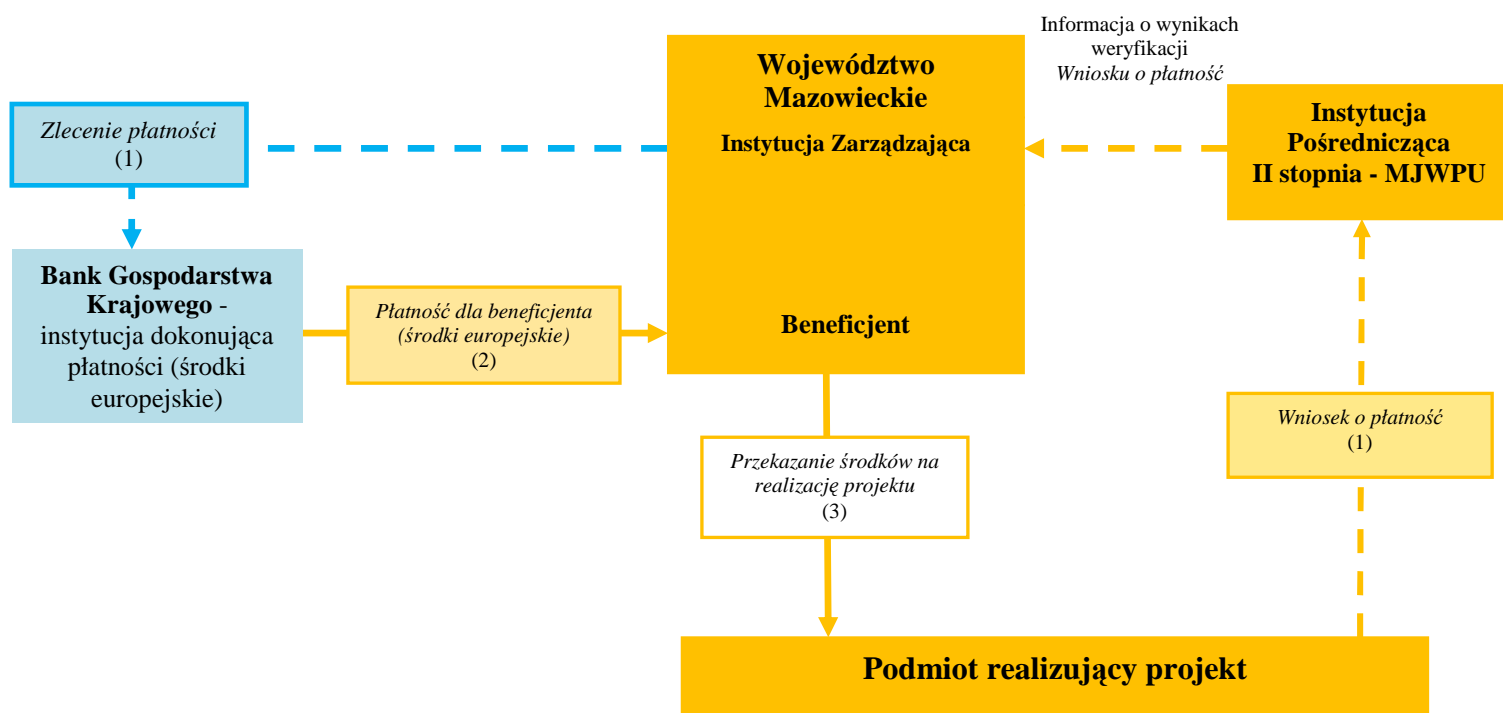 Informacja o wynikach
weryfikacji
Wniosku o płatność
Województwo
Mazowieckie
Instytucja Zarządzająca
Beneficjent
Instytucja
Pośrednicząca
II stopnia - MJWPU
Zlecenie płatności
(1)
Bank Gospodarstwa
Krajowego -
instytucja dokonująca
płatności (środki
europejskie)
Płatność dla beneficjenta
(środki europejskie)
(2)
Wniosek o płatność
(1)
Przekazanie środków na
realizację projektu
(3)
Podmiot realizujący projekt